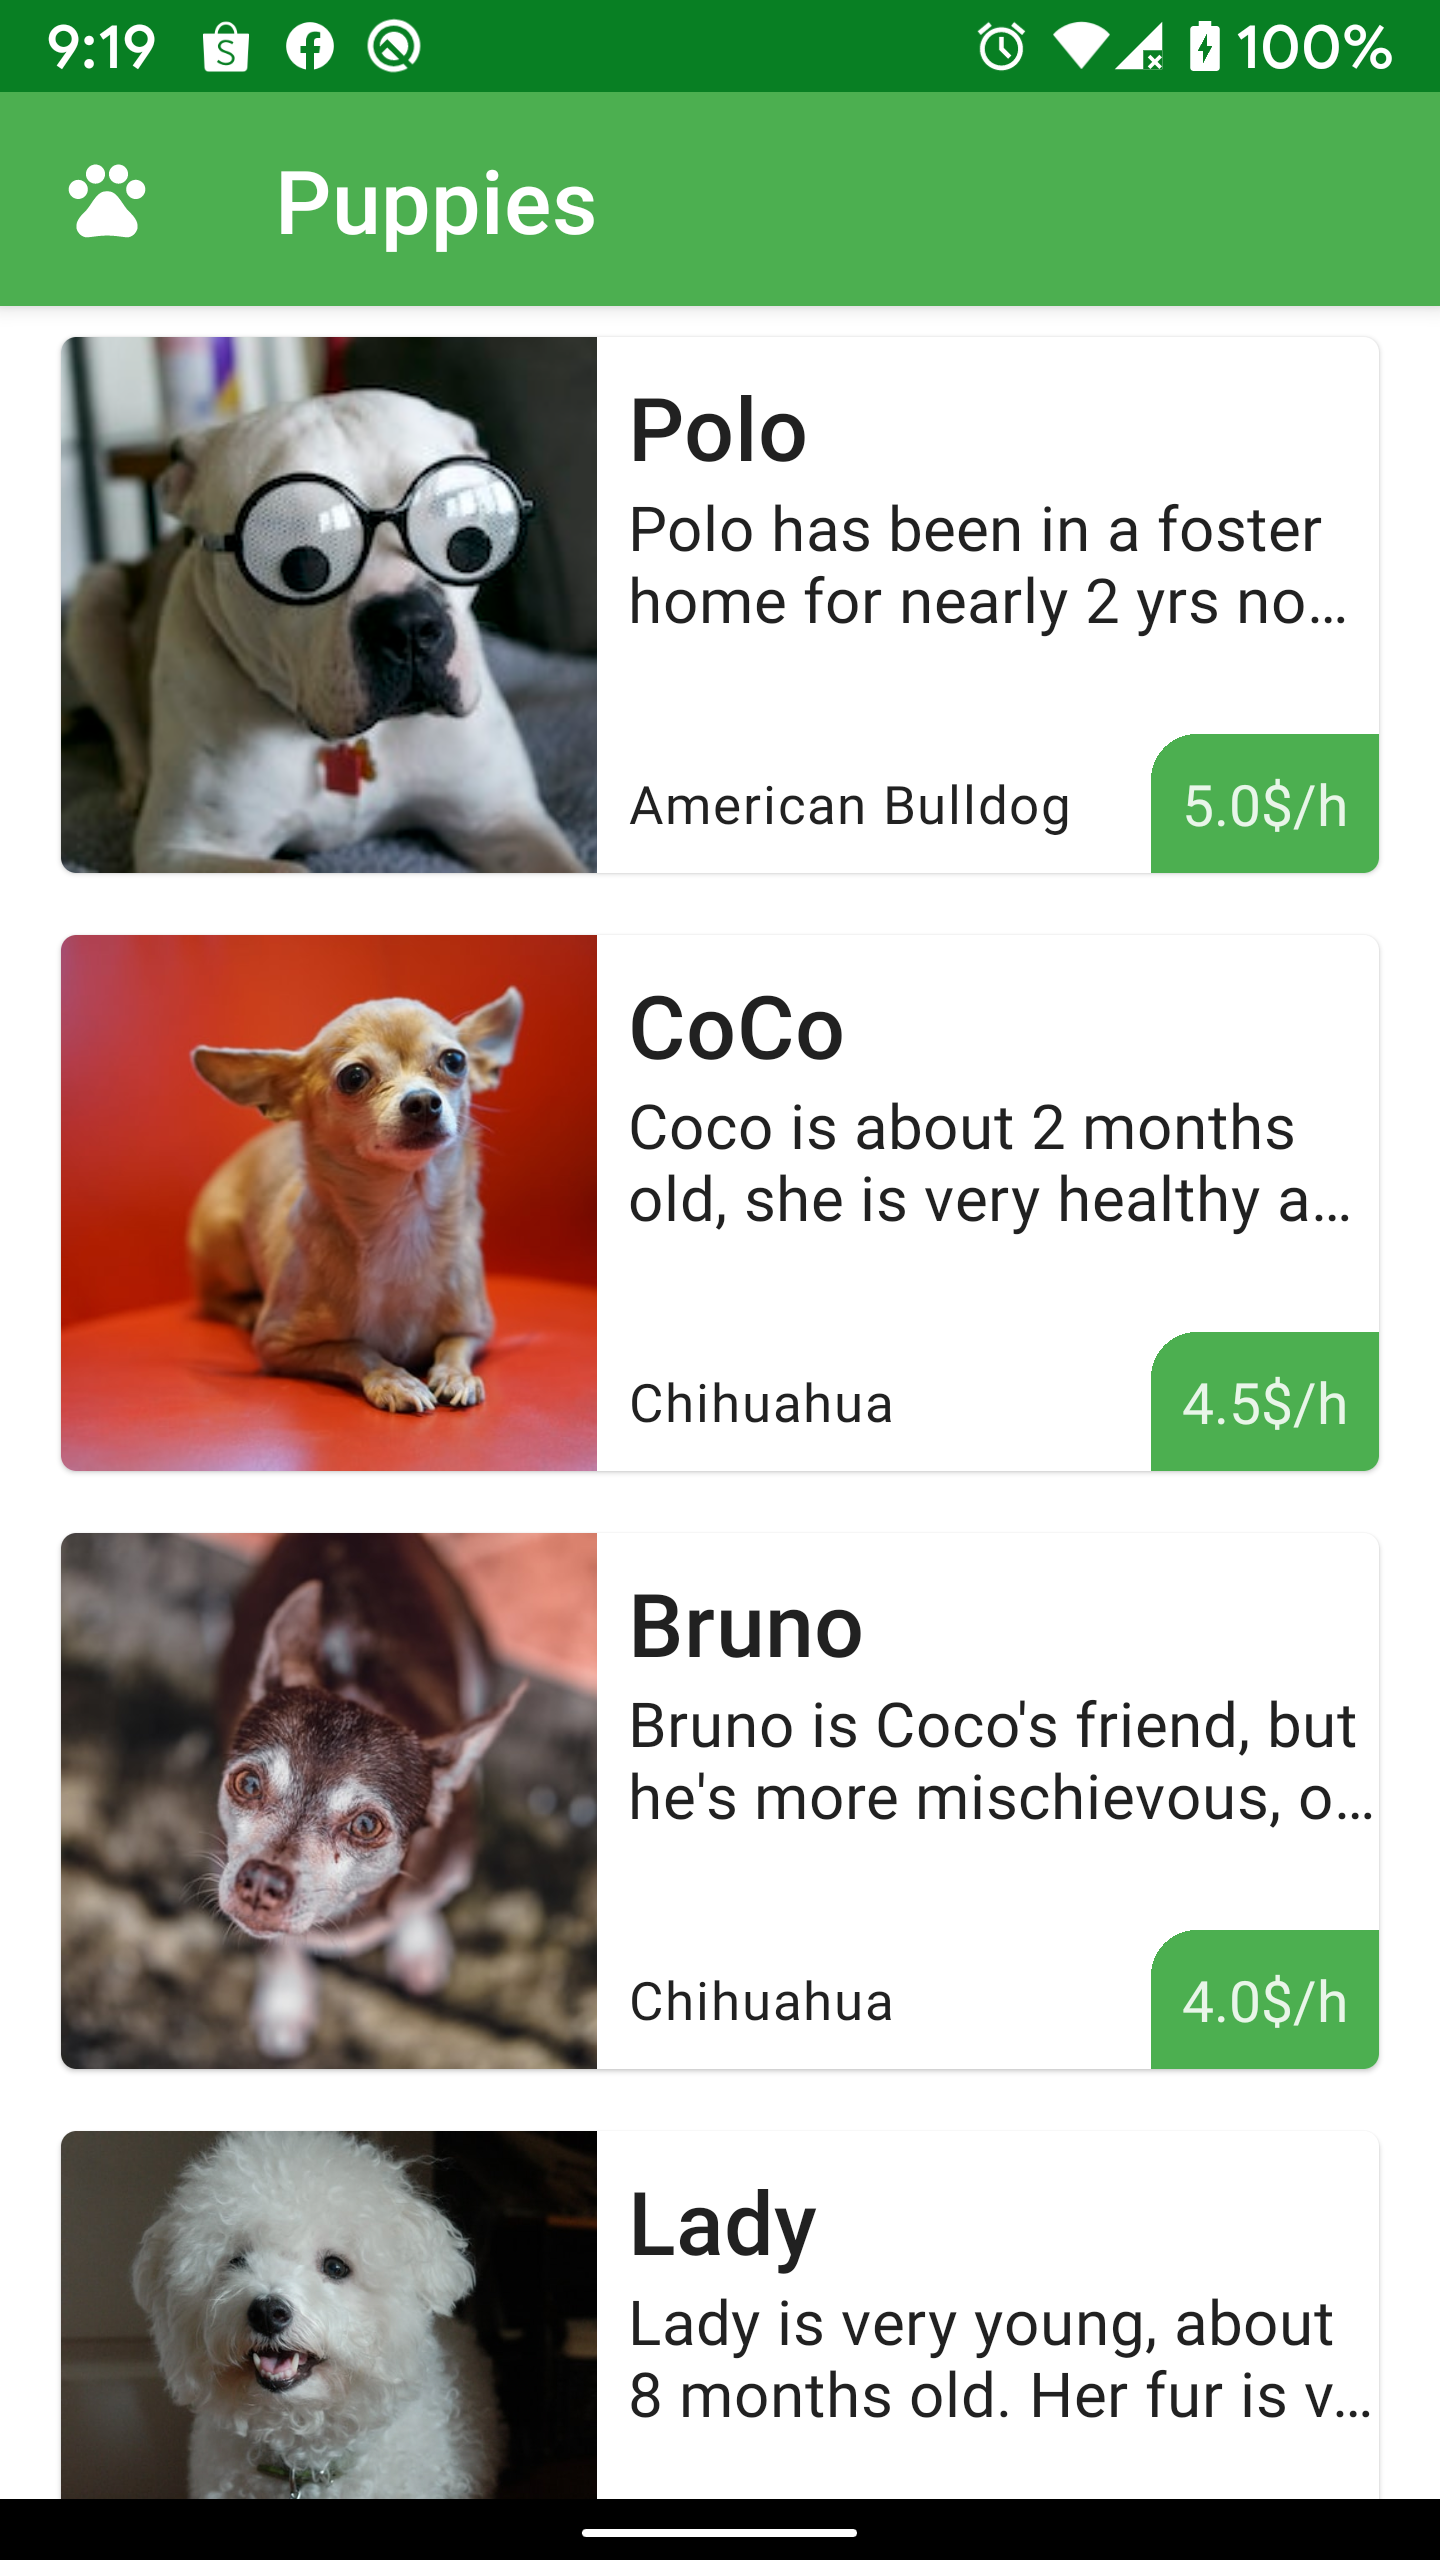 9:19
100%
Puppies
Polo
Polo has been in a foster
home for nearly 2 yrs no…
American Bulldog
5.0$/h
CoCo
Coco is about 2 months
old, she is very healthy a…
Chihuahua
4.5$/h
Bruno
Bruno is Coco's friend, but
he's more mischievous, o…
Chihuahua
4.0$/h
Lady
Lady is very young, about
8 months old. Her fur is v…